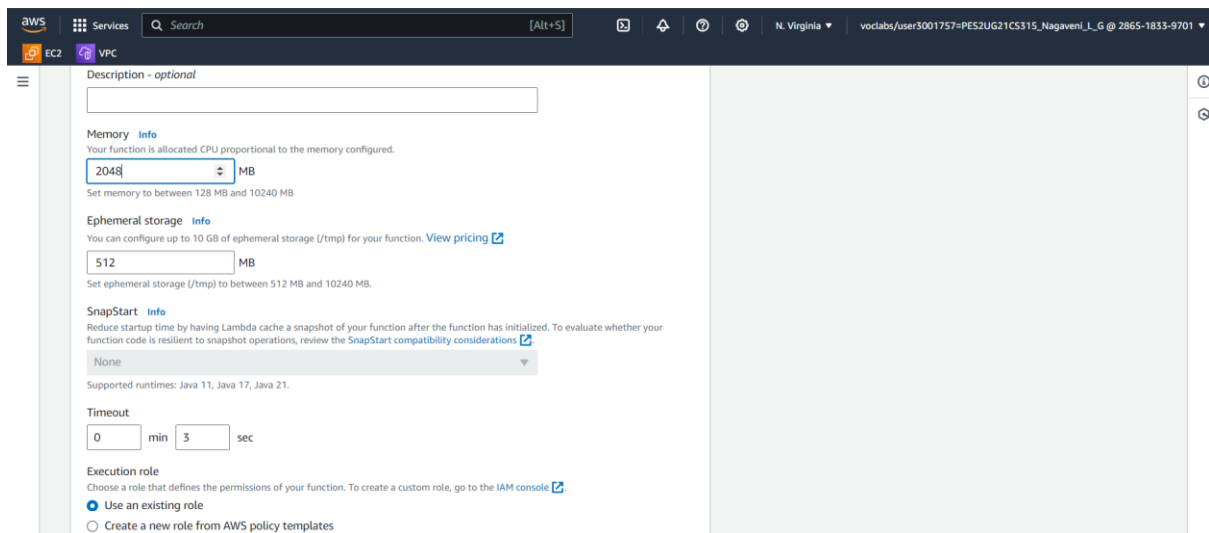 aws Services Search [Alt+S] N. Virginia voclabs/user3001757=PES2UG21CS315_Nagaveni_L_G @ 2865-1833-9701
EC2 VPC
Description - optional
Memory Info
Your function is allocated CPU proportional to the memory configured.
2048 MB
Set memory to between 128 MB and 10240 MB
Ephemeral storage Info
You can configure up to 10 GB of ephemeral storage (/tmp) for your function. View pricing
512 MB
Set ephemeral storage (/tmp) to between 512 MB and 10240 MB.
SnapStart Info
Reduce startup time by having Lambda cache a snapshot of your function after the function has initialized. To evaluate whether your
function code is resilient to snapshot operations, review the SnapStart compatibility considerations.
None
Supported runtimes: Java 11, Java 17, Java 21.
Timeout
0 min 3 sec
Execution role
Choose a role that defines the permissions of your function. To create a custom role, go to the IAM console.
Use an existing role
Create a new role from AWS policy templates